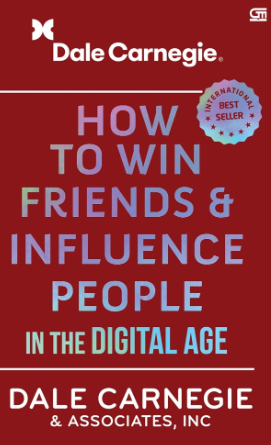 GM
Dale Carnegie®
INTERNATIONAL
BEST
SELLER
HOW
TO WIN
FRIENDS &
INFLUENCE
PEOPLE
IN THE DIGITAL AGE
DALE CARNEGIE
& ASSOCIATES, INC